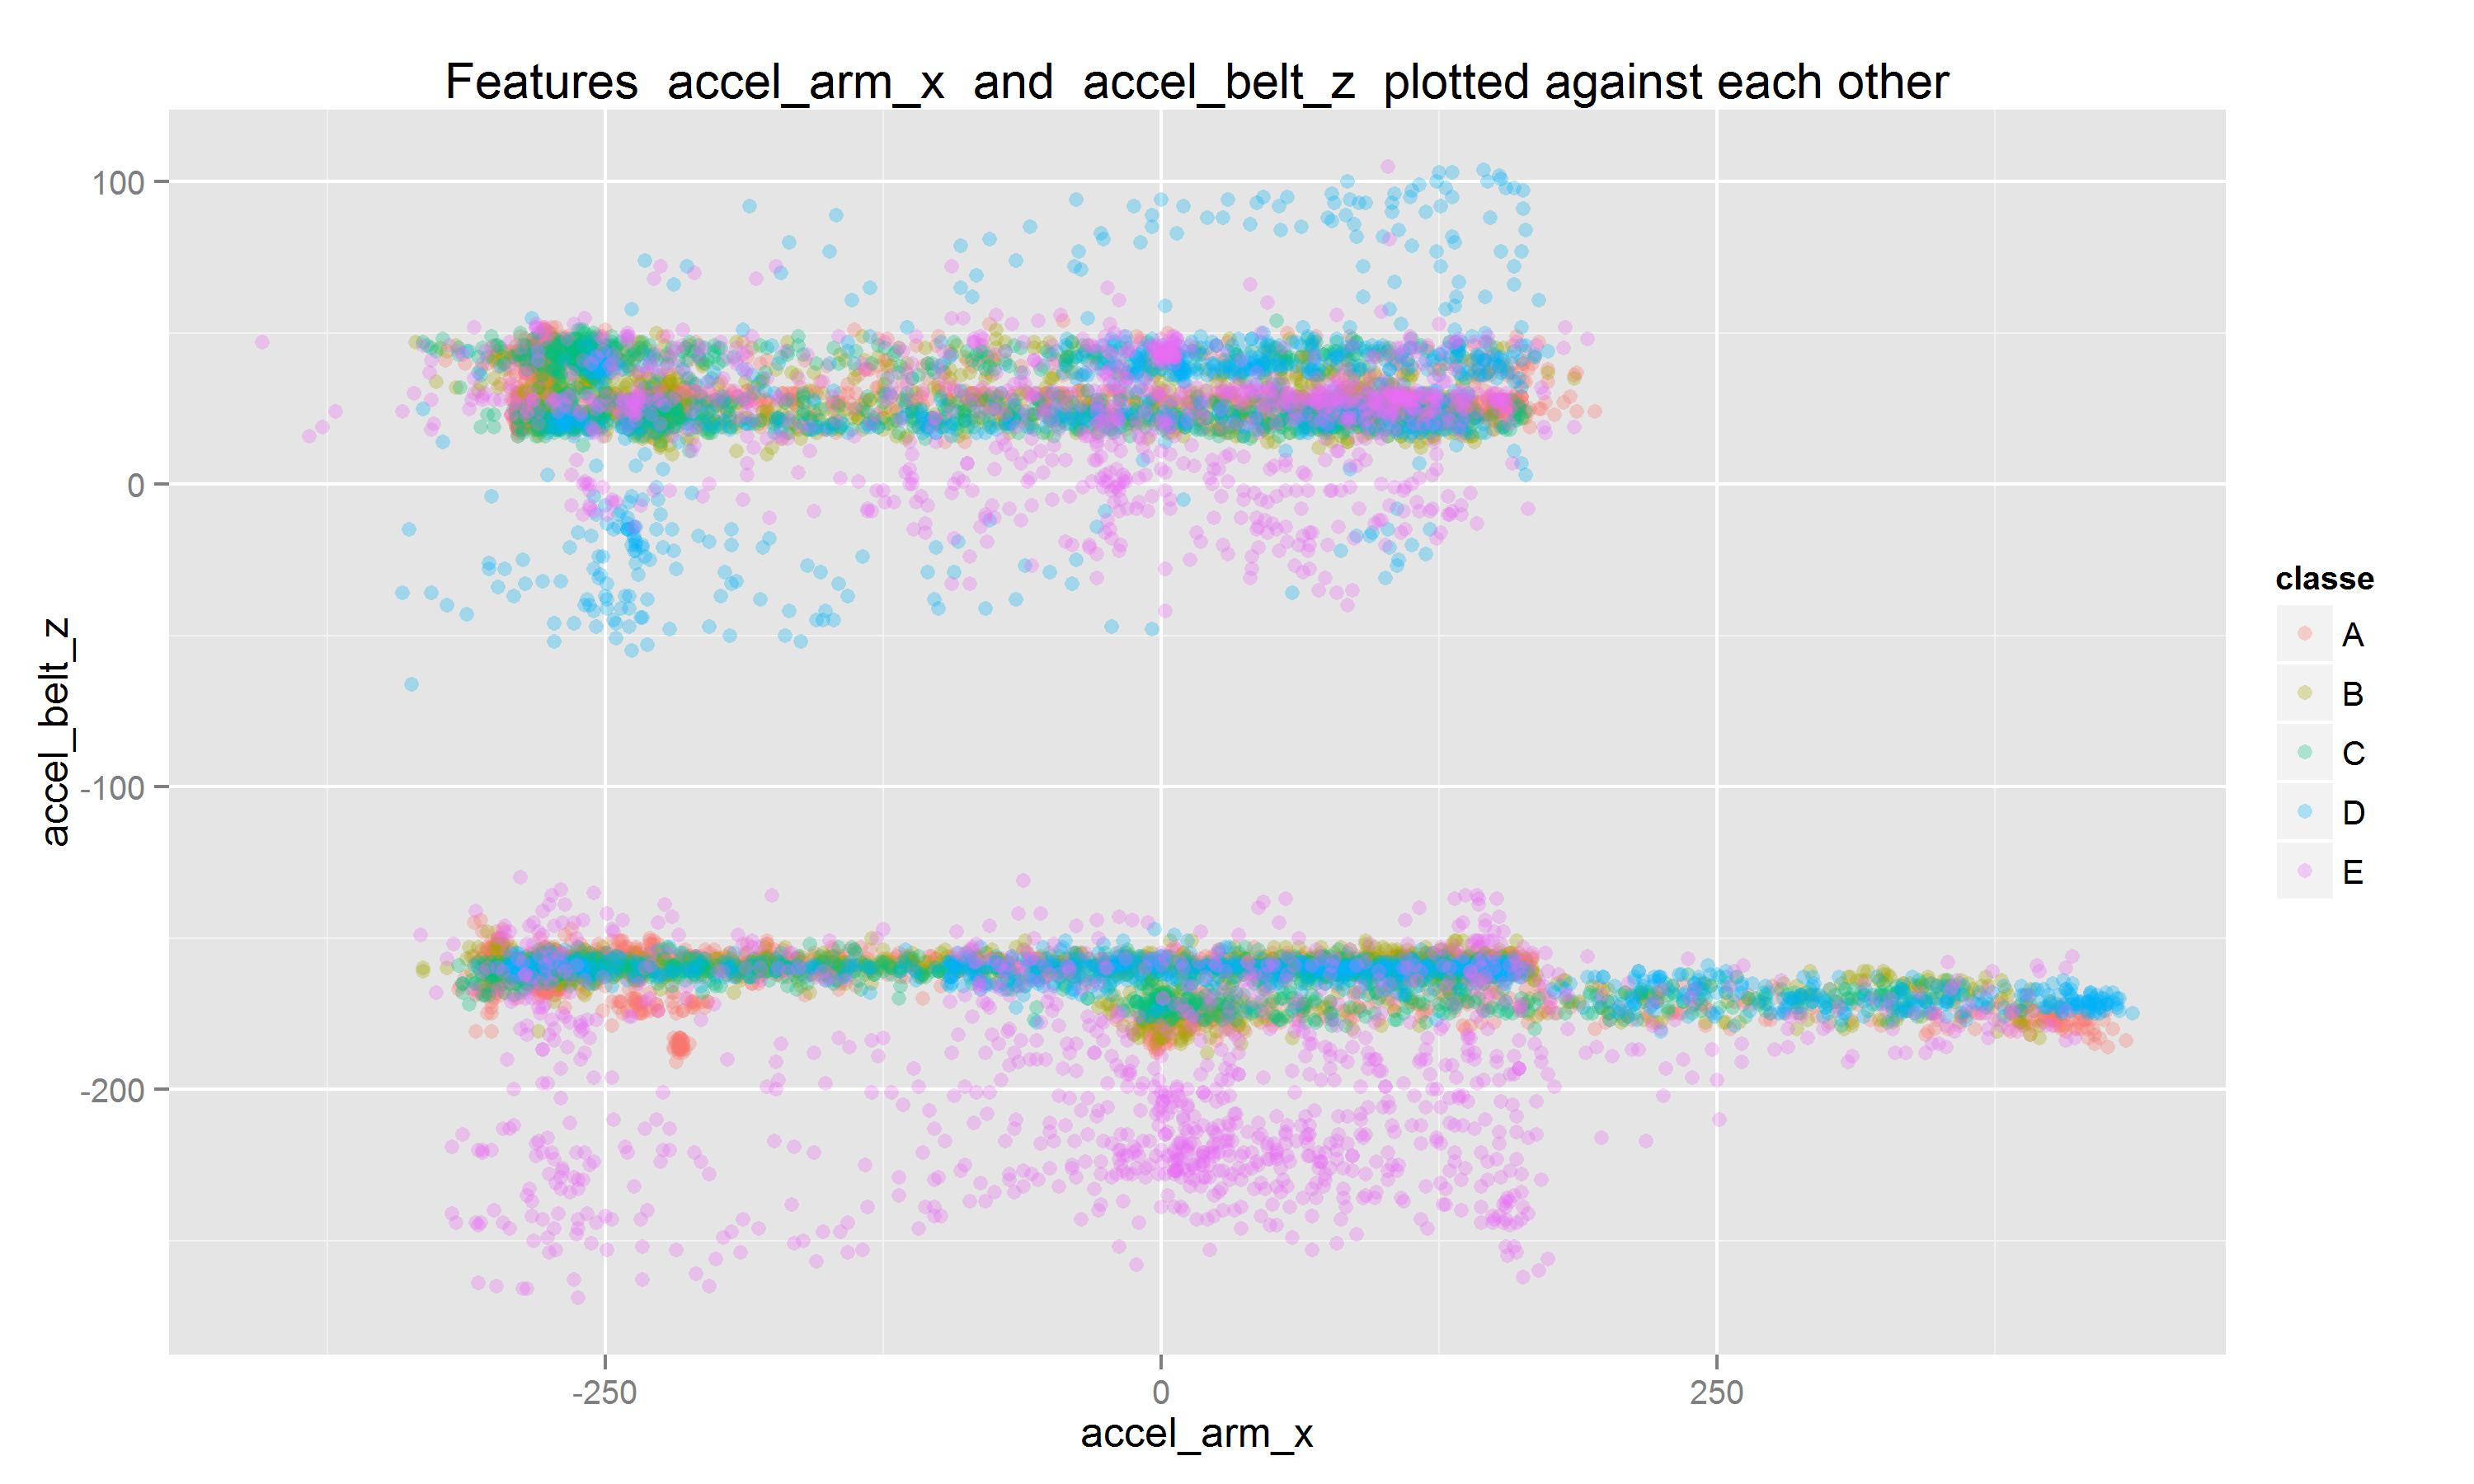 Features accel_arm_x and accel_belt_z plotted against each other
100
0
-100
-200
accel_belt_z
-250
0
250
accel_arm_x
classe
A
B
C
D
E